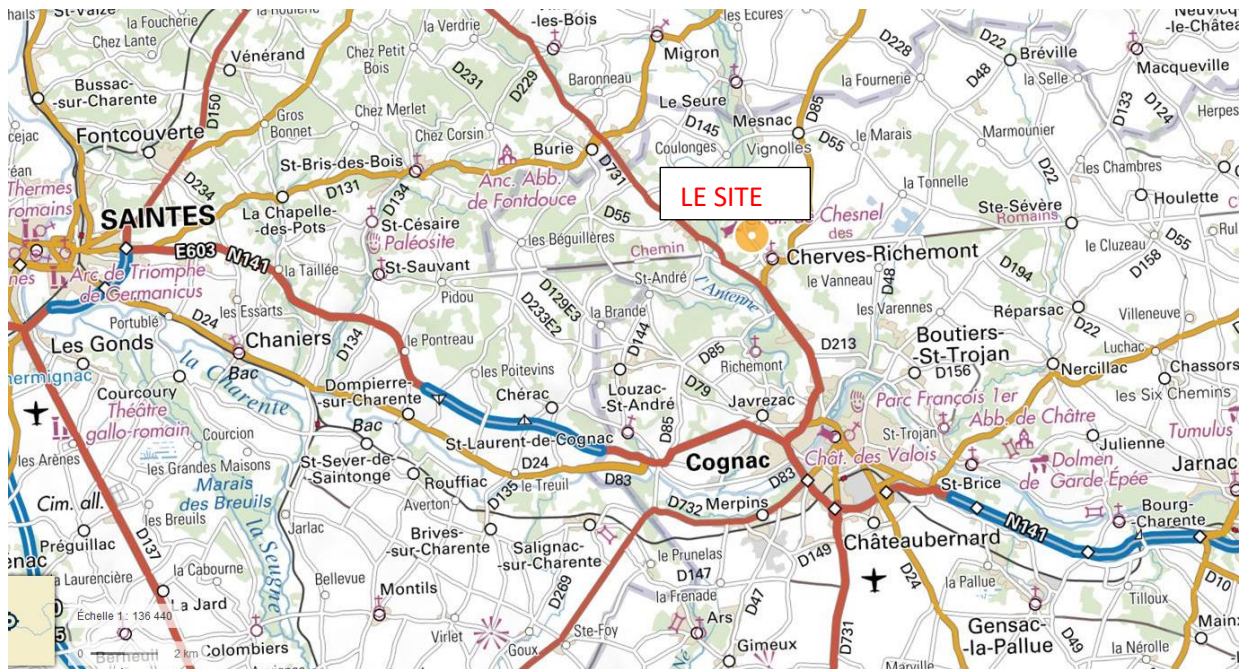 St-Vaize
la Foucherie
Chez Lante
Vénérand
la Verdrie
Chez Petit
Bois
-les-Bois
Migron
les Ecures
D228
D22
Bréville
la Selle
Neuvicq
-le-Château
Macqueville
Bussac
-sur-Charente
D150
D231
D229
Baronneau
la Fournerie
D48
D133
D124
Herpes
Fontcouverte
Gros
Bonnet
Chez Merlet
Chez Corsin
Le Seure
Mesnac
D85
D55
le Marais
Marmounier
D145
Coulonges
Vignolles
St-Bris-des-Bois
Burie
D731
les Chambres
Thermes
romains
D234
D131
D134
Anc. Abb.
de Fontdouce
LE SITE
la Tonnelle
D22
Houlette
SAINTES
La Chapelle
-des-Pots
St-Césaire
Paléosite
D55
les Béguillères
Chemin
Chesnel
des
Romains
Ste-Sévère
le Cluzeau
D55
E603
N141
la Taillée
St-Sauvant
Cherves-Richemont
D158
Arc de Triomphe
de Germanicus
Pidou
St-André
l'Antenne
le Vanneau
D48
D194
les Essarts
Portublé
D24
D134
D129E3
D233E2
la Brande
les Varennes
Réparsac
Villeneuve
Les Gonds
Chaniers
Bac
le Pontreau
D144
D85
D213
Boutiers-
-St-Trojan
D22
Luchac
la Charente
les Poitevins
Richemont
D156
Nercillac
Chassors
Courcoury
Dompierre-
-sur-Charente
Chérac
Louzac-
-St-André
D79
Javrezac
Parc François 1er
les Six Chemins
Théâtre
gallo-romain
Courcion
Bac
St-Laurent-de-Cognac
D85
St-Trojan
Abb. de Châtre
Tumulus
les Arènes
les Grandes Maisons
Marais
des Breuils
St-Sever-de-
Saintonge
D24
le Treuil
D83
Cognac
D83
Chât. des Valois
Julienne
Dolmen
de Garde Épée
Jarnac
Cim. all.
Rouffiac
Averton
D135
D732
Merpins
St-Brice
Bourg-
-Charente
les Breuils
la Seugne
Jarlac
Brives-
-sur-Charente
Salignac-
-sur-Charente
N141
Préguillac
D137
Châteaubernard
la Laurencière
la Cabourne
Bellevue
D269
le Prunelas
D147
D149
D24
la Pallue
Tilloux
D10
La Jard
Montils
la Frenade
D47
Échelle 1 : 136 440
0 2 km
Virlet
Ste-Foy
Ars
Né
D731
Gensac-
-la-Pallue
D49
Mainx
Berneuil
Colombiers
Goux
Gimeux
Marville
la Nérolle